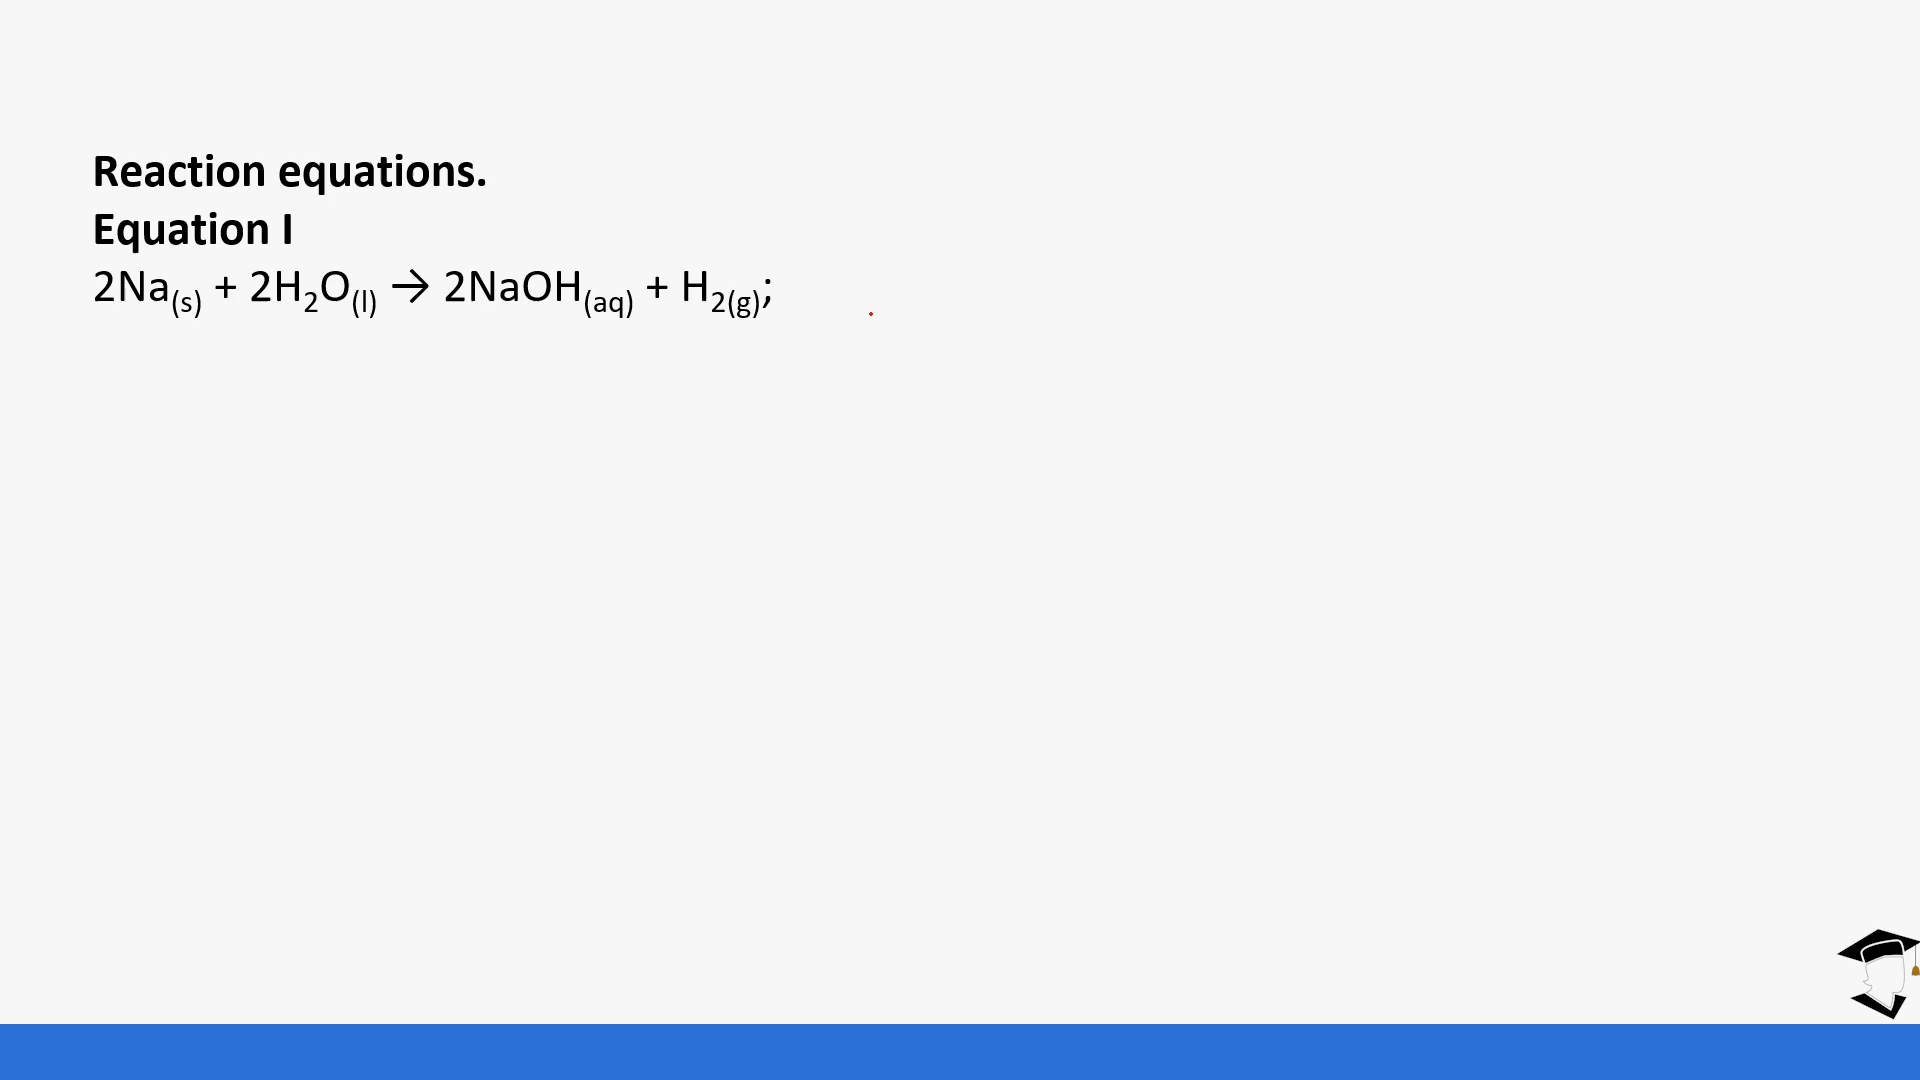 Reaction equations.
Equation I
2Na(s) + 2H2O(l) → 2NaOH(aq) + H2(g);